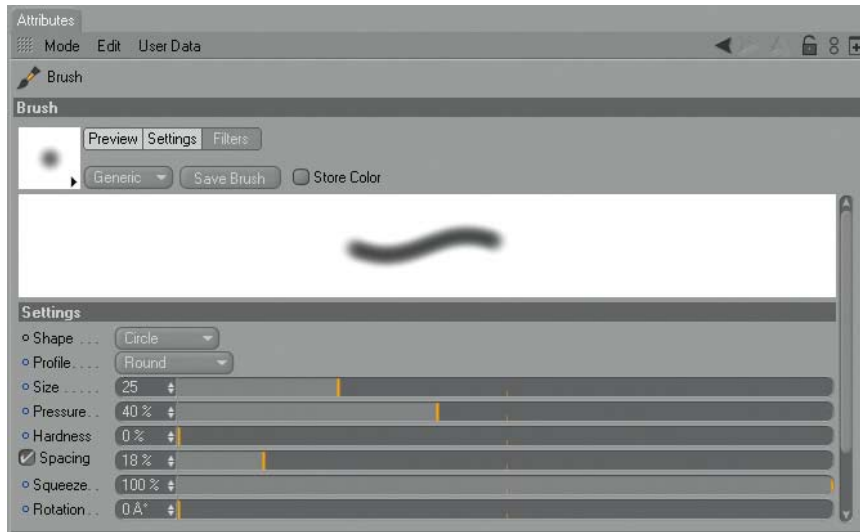 Attributes
Mode Edit User Data
Brush
Brush
Preview Settings Filters
Generic Save Brush Store Color
Settings
Shape ... Circle
Profile.... Round
Size ..... 25
Pressure.. 40 %
Hardness 0 %
Spacing 18 %
Squeeze.. 100 %
Rotation.. 0 Â°